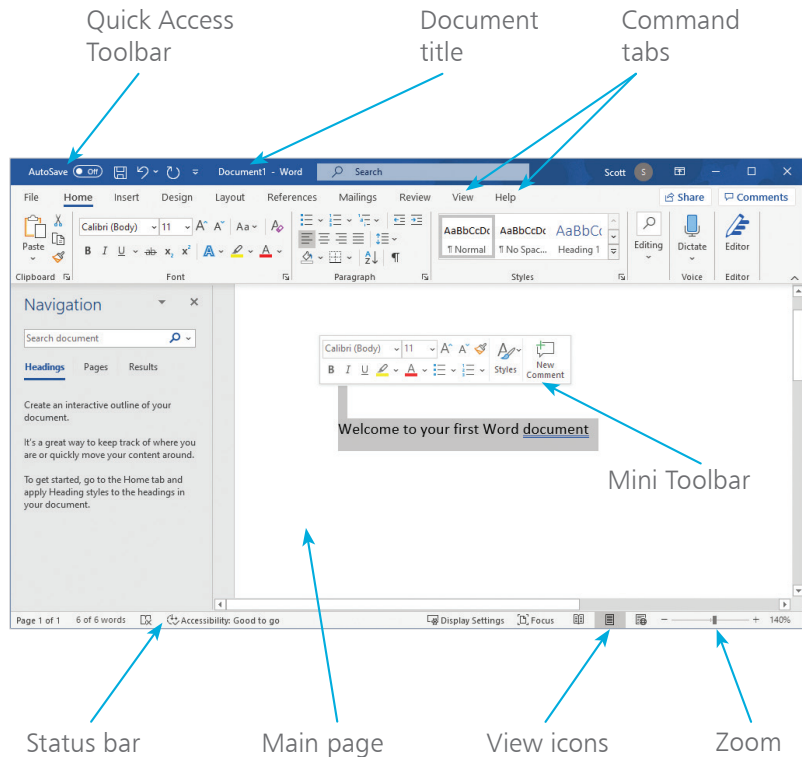 Quick Access
Toolbar
Document
title
Command
tabs
AutoSave Off Document1 - Word Search Scott S
File Home Insert Design Layout References Mailings Review View Help Share Comments
Calibri (Body) 11 A A Aa A
AaBbCcDc AaBbCcDc AaBbCc
Paste B I U ab x₂ x² A A ¶ ¶ Normal ¶ No Spac... Heading 1 Editing Dictate Editor
Clipboard Font Paragraph Styles Voice Editor
Navigation
Search document
Headings Pages Results
Create an interactive outline of your
document.
It's a great way to keep track of where you
are or quickly move your content around.
To get started, go to the Home tab and
apply Heading styles to the headings in
your document.
Calibri (Body) 11 A A
B I U A Styles New
Comment
Welcome to your first Word document
Mini Toolbar
Page 1 of 1 6 of 6 words Accessibility: Good to go Display Settings Focus - + 140%
Status bar
Main page
View icons
Zoom